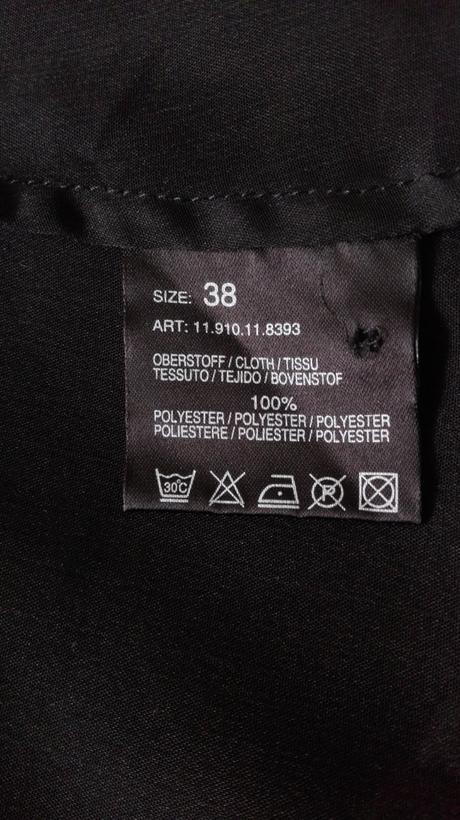 SIZE: 38
ART: 11.910.11.8393
OBERSTOFF / CLOTH / TISSU
TESSUTO / TEJIDO / BOVENSTOF
100%
POLYESTER / POLYESTER / POLYESTER
POLIESTERE / POLIESTER / POLYESTER
30°C P